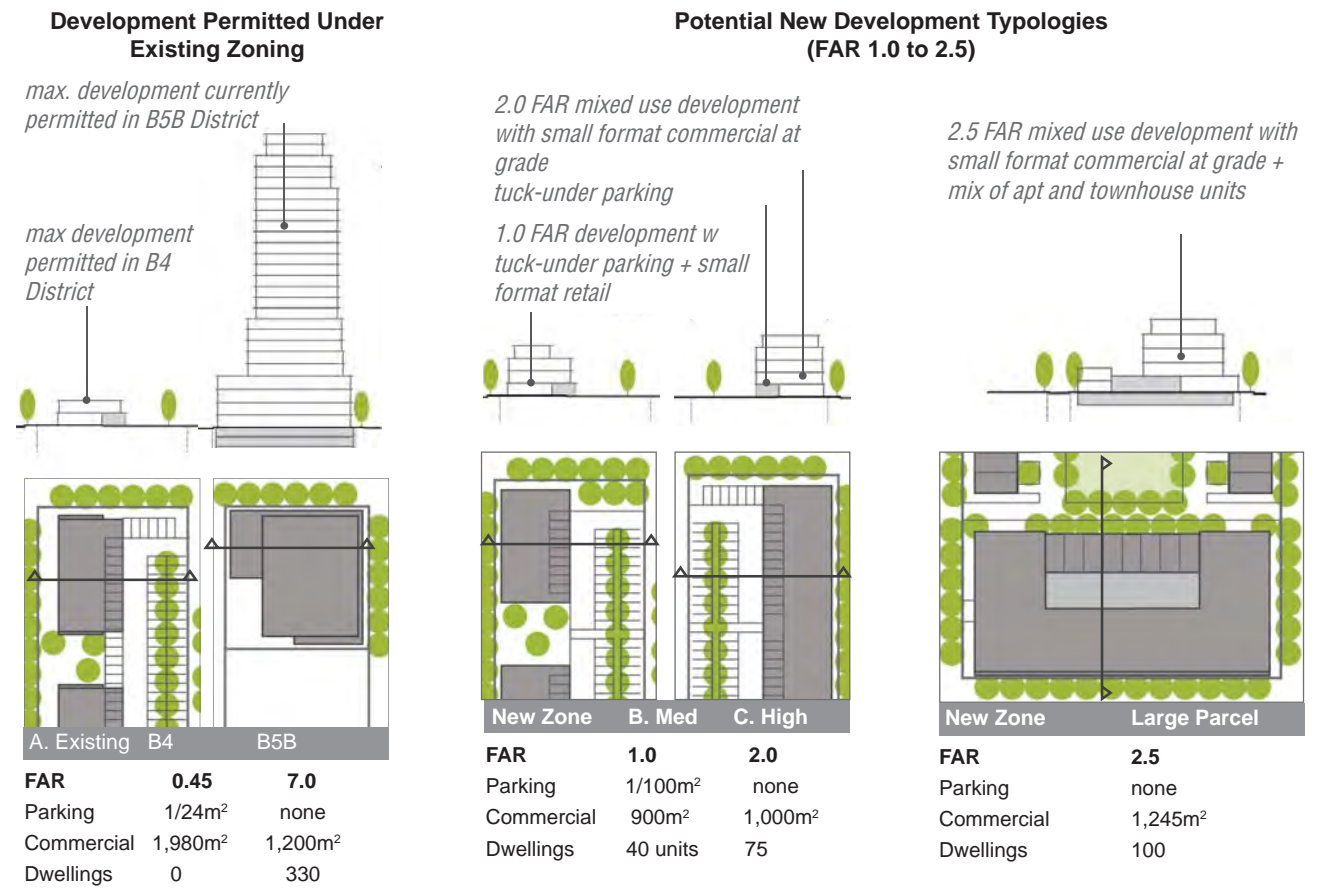 Development Permitted Under
Existing Zoning
max. development currently
permitted in B5B District
max development
permitted in B4
District
A. Existing B4 B5B
FAR 0.45 7.0
Parking 1/24m² none
Commercial 1,980m² 1,200m²
Dwellings 0 330
Potential New Development Typologies
(FAR 1.0 to 2.5)
2.0 FAR mixed use development
with small format commercial at
grade
tuck-under parking
1.0 FAR development w
tuck-under parking + small
format retail
New Zone B. Med C. High
FAR 1.0 2.0
Parking 1/100m² none
Commercial 900m² 1,000m²
Dwellings 40 units 75
2.5 FAR mixed use development with
small format commercial at grade +
mix of apt and townhouse units
New Zone Large Parcel
FAR 2.5
Parking none
Commercial 1,245m²
Dwellings 100